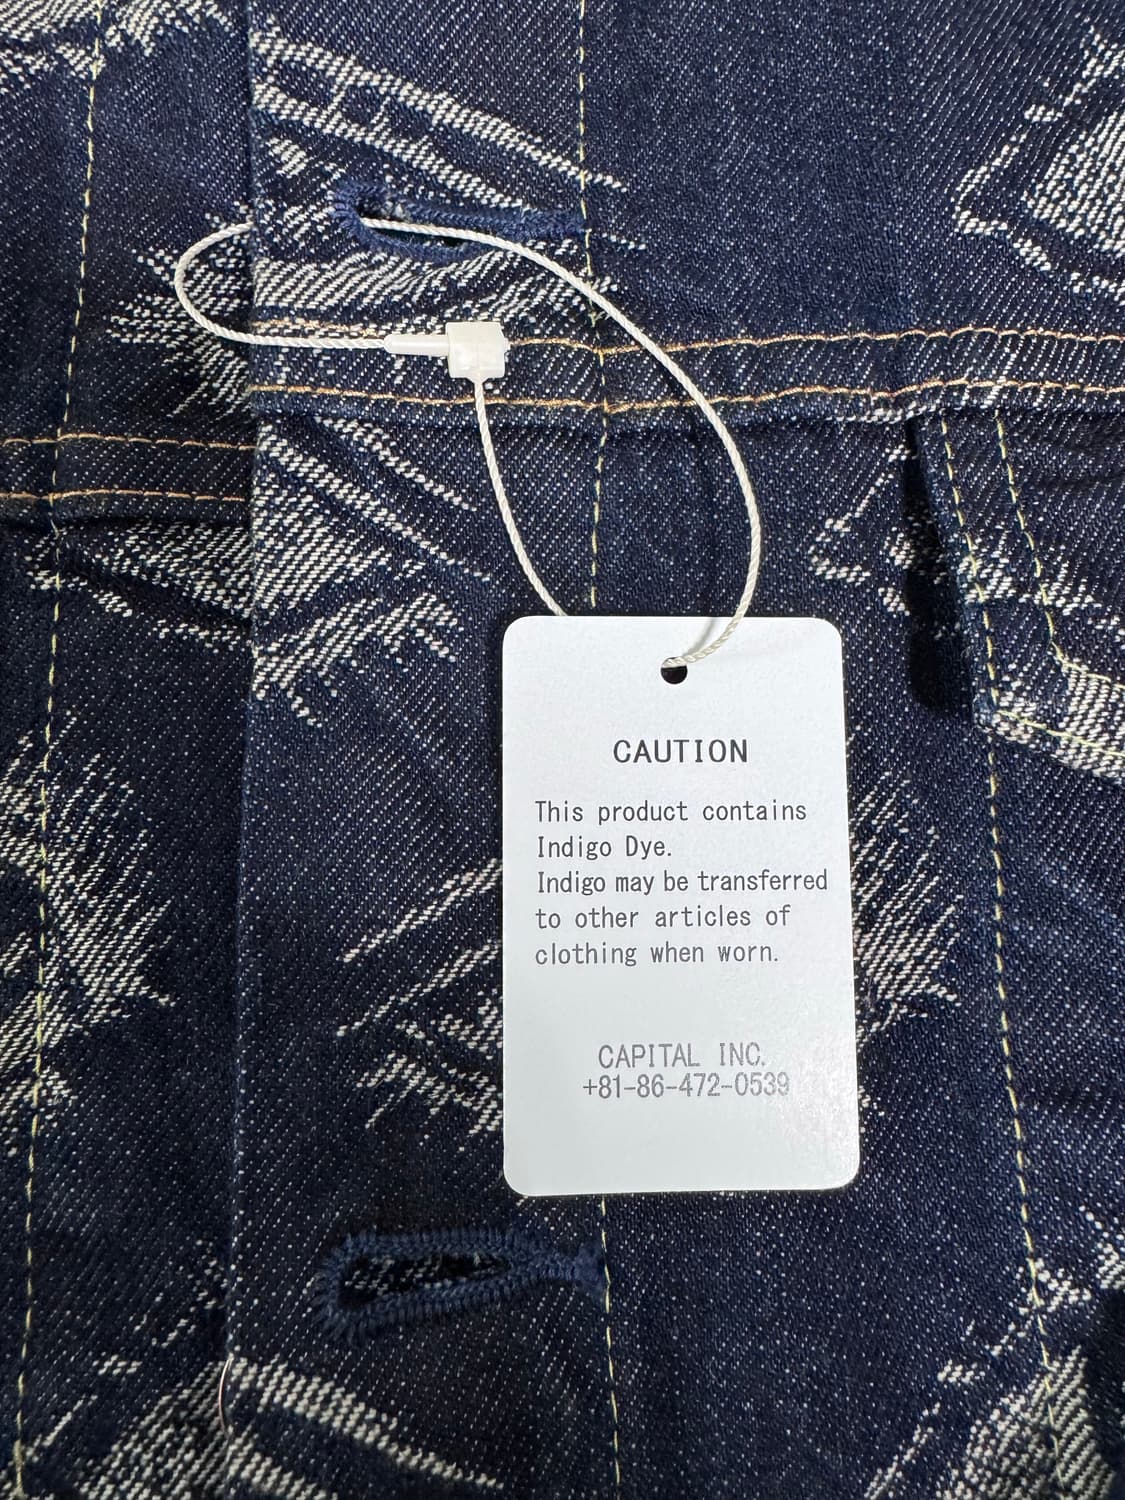 CAUTION
This product contains
Indigo Dye.
Indigo may be transferred
to other articles of
clothing when worn.
CAPITAL INC.
+81-86-472-0539